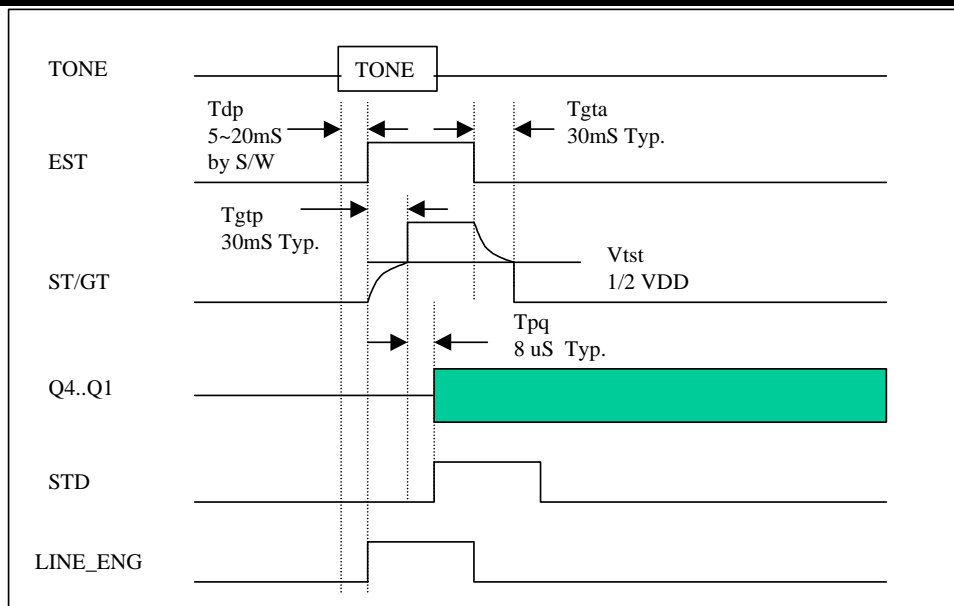 TONE
TONE
Tdp
5~20mS
by S/W
Tgta
30mS Typ.
EST
Tgtp
30mS Typ.
Vtst
1/2 VDD
ST/GT
Tpq
8 uS Typ.
Q4..Q1
STD
LINE_ENG